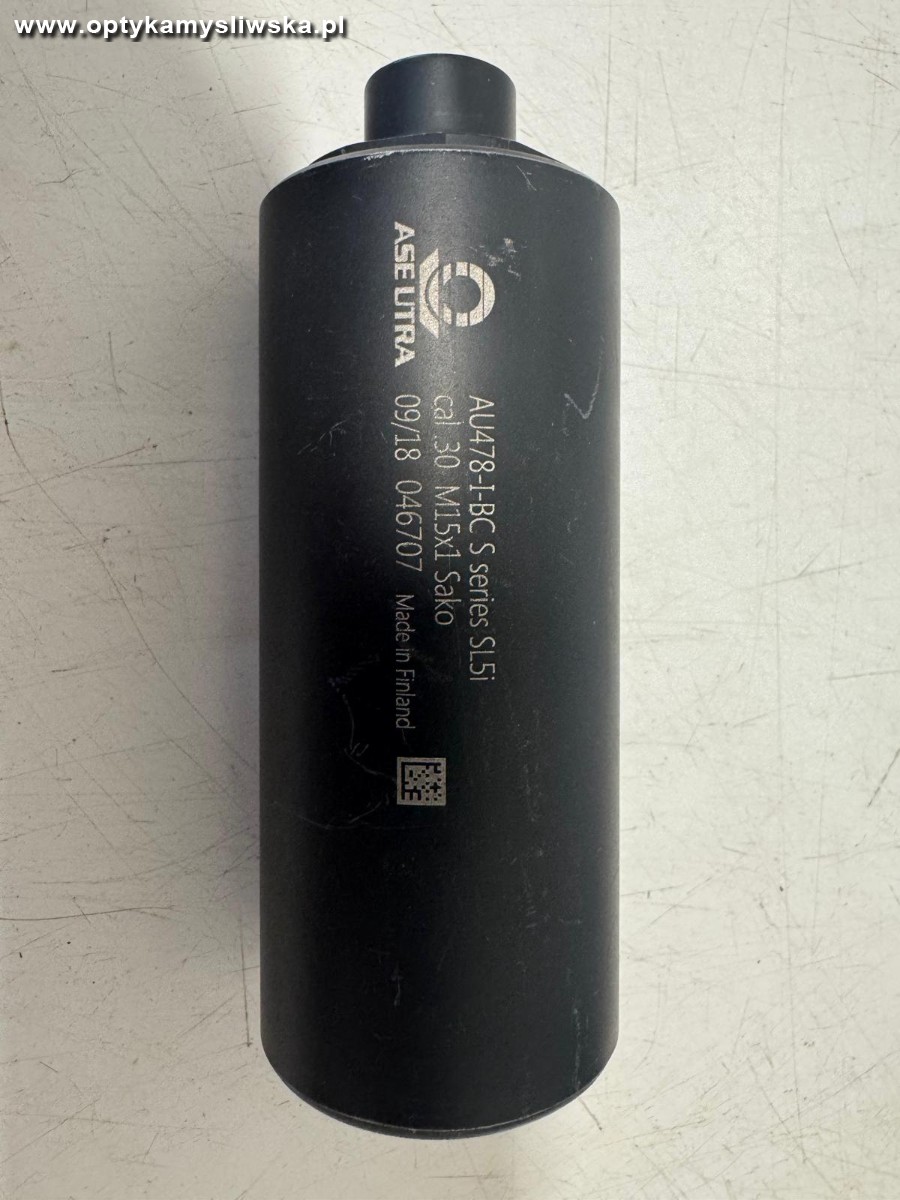 www.optykamysliwska.pl
ASE UTRA
AU478-I-BC S series SL5i
cal .30 M15x1 Sako
09/18 046707 Made in Finland